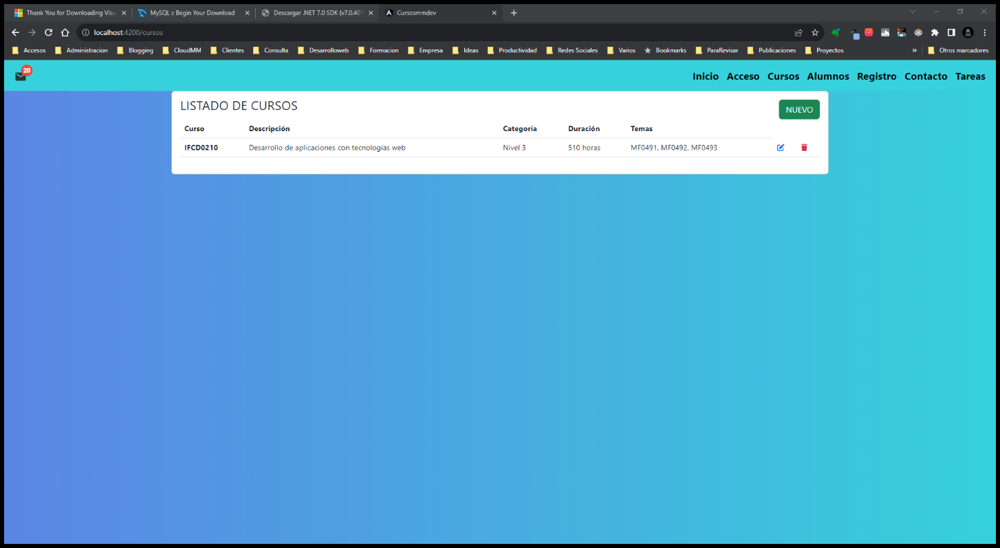 Thank You for Downloading Visu
MySQL :: Begin Your Download
Descargar .NET 7.0 SDK (v7.0.401
Cursosmmdev
localhost:4200/cursos
Accesos Administracion Blogging CloudMM Clientes Consulta Desarrolloweb Formacion Empresa Ideas Productividad Redes Sociales Varios Bookmarks ParaRevisar Publicaciones Proyectos » Otros marcadores
20
Inicio Acceso Cursos Alumnos Registro Contacto Tareas
LISTADO DE CURSOS
NUEVO
Curso Descripción Categoría Duración Temas
IFCD0210 Desarrollo de aplicaciones con tecnologías web Nivel 3 510 horas MF0491, MF0492. MF0493